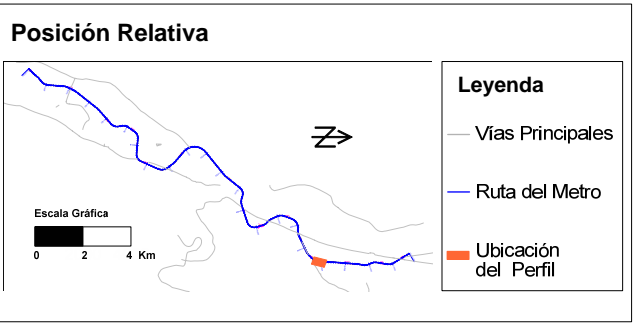 Posición Relativa
Leyenda
Vías Principales
Ruta del Metro
Ubicación
del Perfil
N
Escala Gráfica
0 2 4 Km